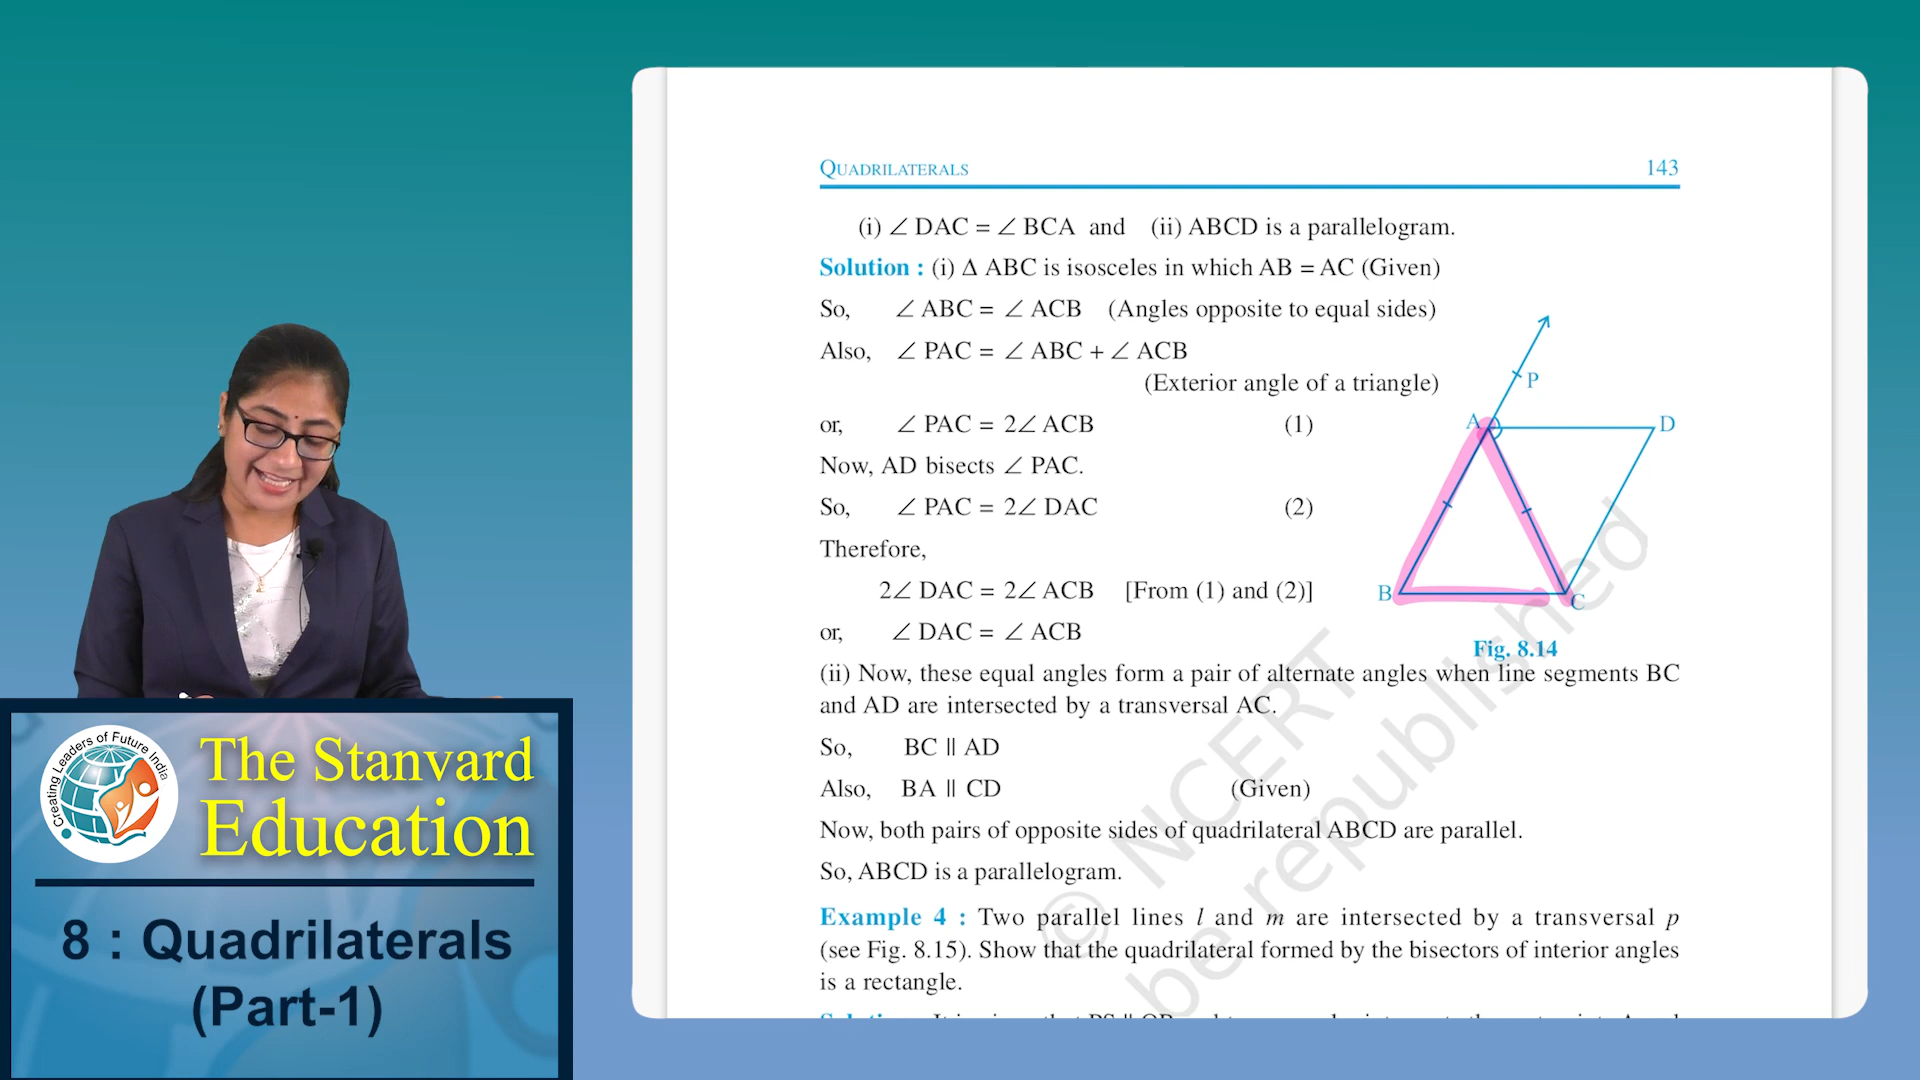 QUADRILATERALS 143
(i) ∠ DAC = ∠ BCA and (ii) ABCD is a parallelogram.
Solution : (i) Δ ABC is isosceles in which AB = AC (Given)
So, ∠ ABC = ∠ ACB (Angles opposite to equal sides)
Also, ∠ PAC = ∠ ABC + ∠ ACB
(Exterior angle of a triangle)
or, ∠ PAC = 2∠ ACB (1)
Now, AD bisects ∠ PAC.
So, ∠ PAC = 2∠ DAC (2)
Therefore,
2∠ DAC = 2∠ ACB [From (1) and (2)]
or, ∠ DAC = ∠ ACB
P
A
D
B
C
Fig. 8.14
(ii) Now, these equal angles form a pair of alternate angles when line segments BC
and AD are intersected by a transversal AC.
So, BC || AD
Also, BA || CD (Given)
Now, both pairs of opposite sides of quadrilateral ABCD are parallel.
So, ABCD is a parallelogram.
Example 4 : Two parallel lines l and m are intersected by a transversal p
(see Fig. 8.15). Show that the quadrilateral formed by the bisectors of interior angles
is a rectangle.
© NCERT
be republished
Creating Leaders of Future India
The Stanvard
Education
8 : Quadrilaterals
(Part-1)